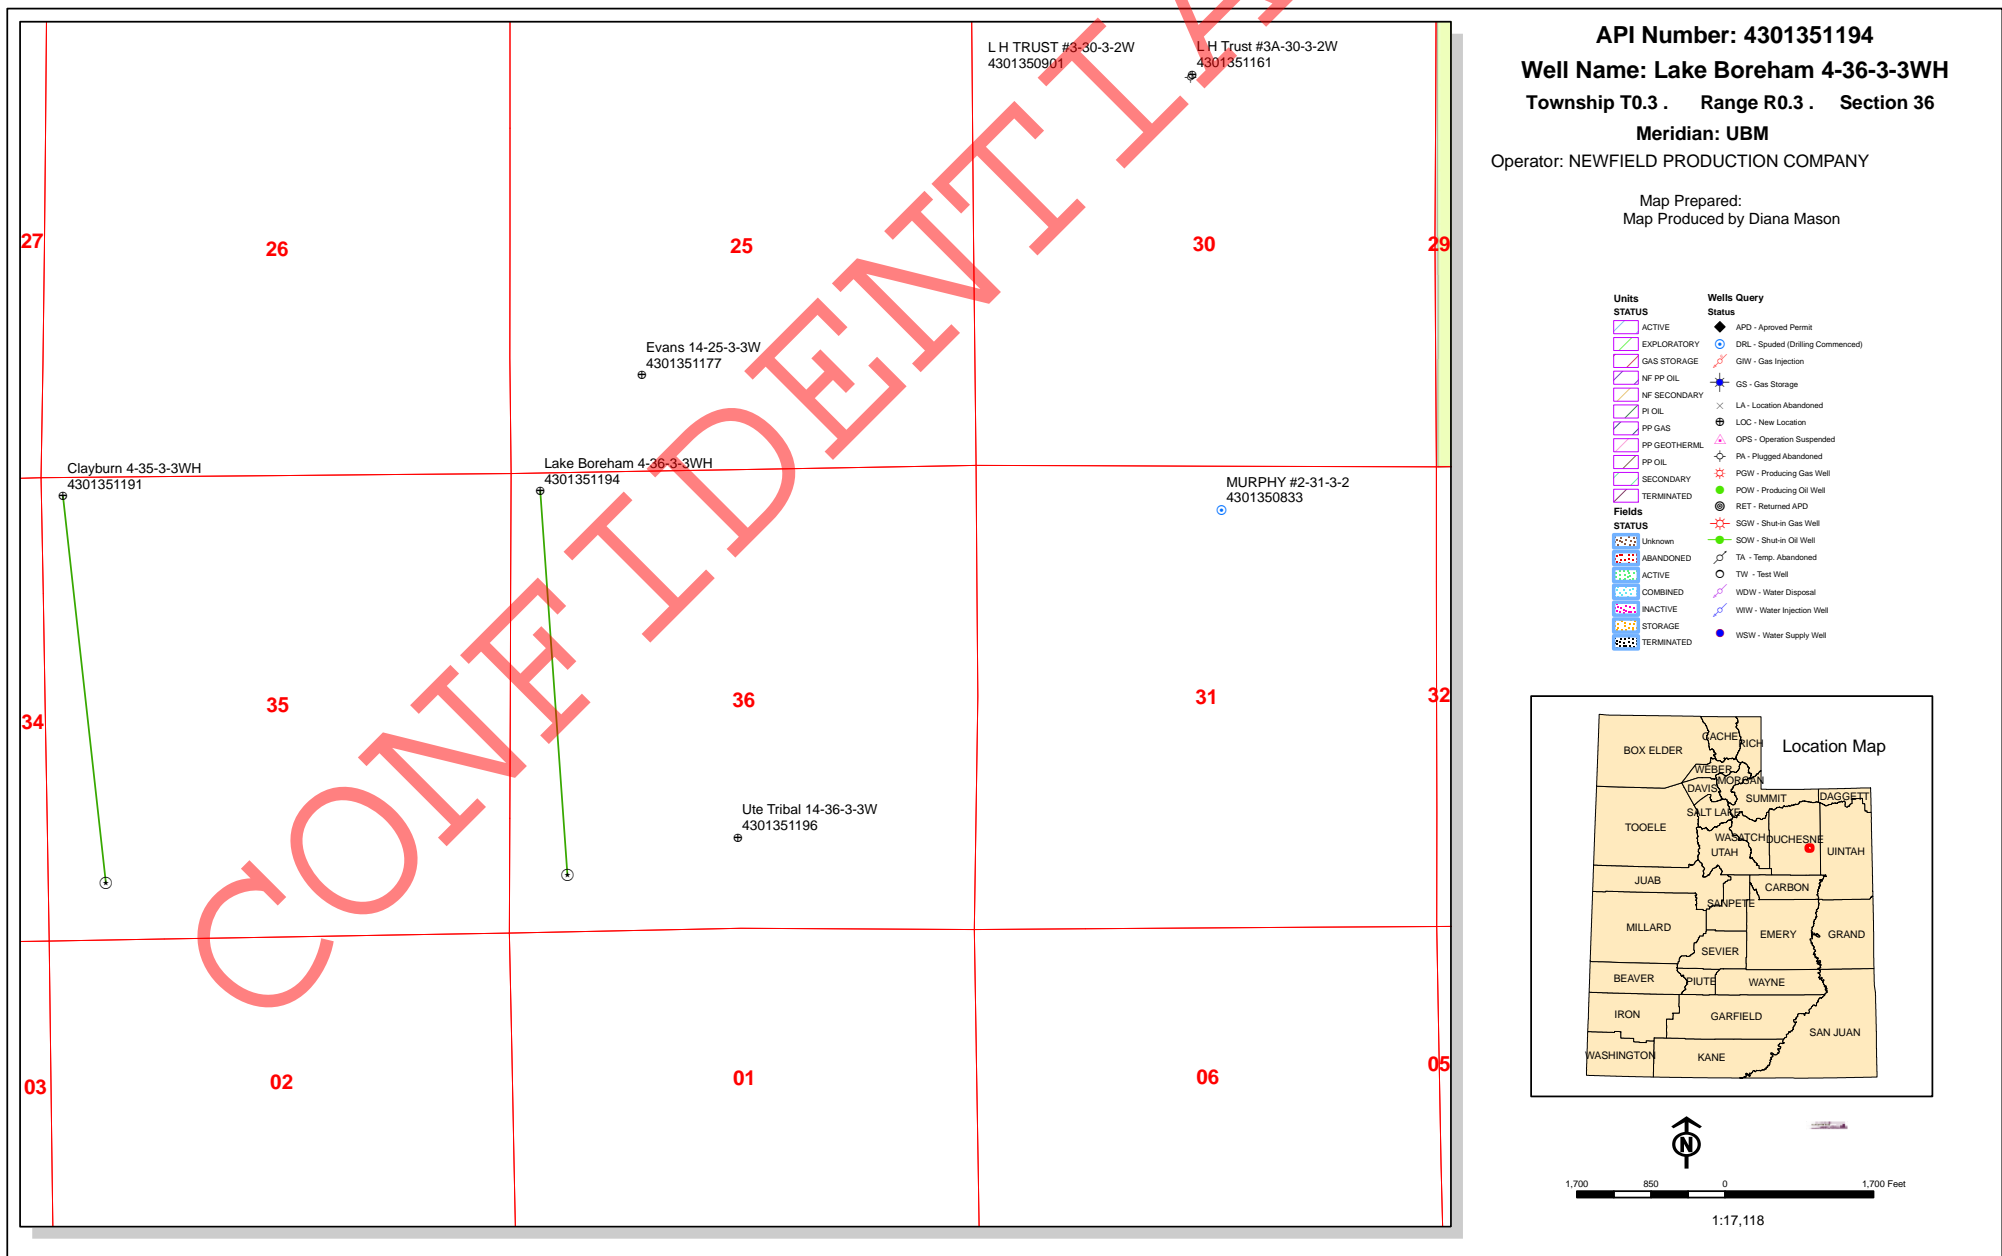 API Number: 4301351194
Well Name: Lake Boreham 4-36-3-3WH
Township T0.3 . Range R0.3 . Section 36
Meridian: UBM
Operator: NEWFIELD PRODUCTION COMPANY
Map Prepared:
Map Produced by Diana Mason
L H TRUST #3-30-3-2W
4301350901
L H Trust #3A-30-3-2W
4301351161
27
26
25
30
29
Evans 14-25-3-3W
4301351177
Clayburn 4-35-3-3WH
4301351191
Lake Boreham 4-36-3-3WH
4301351194
MURPHY #2-31-3-2
4301350833
34
35
36
31
32
Ute Tribal 14-36-3-3W
4301351196
03
02
01
06
05
CONFIDENTIA
Units
STATUS
ACTIVE
EXPLORATORY
GAS STORAGE
NF PP OIL
NF SECONDARY
PI OIL
PP GAS
PP GEOTHERML
PP OIL
SECONDARY
TERMINATED
Fields
STATUS
Unknown
ABANDONED
ACTIVE
COMBINED
INACTIVE
STORAGE
TERMINATED
Wells Query
Status
APD - Aproved Permit
DRL - Spuded (Drilling Commenced)
GIW - Gas Injection
GS - Gas Storage
LA - Location Abandoned
LOC - New Location
OPS - Operation Suspended
PA - Plugged Abandoned
PGW - Producing Gas Well
POW - Producing Oil Well
RET - Returned APD
SGW - Shut-in Gas Well
SOW - Shut-in Oil Well
TA - Temp. Abandoned
TW - Test Well
WDW - Water Disposal
WIW - Water Injection Well
WSW - Water Supply Well
Location Map
BOX ELDER
CACHE
RICH
WEBER
MORGAN
DAVIS
SUMMIT
DAGGETT
SALT LAKE
TOOELE
WASATCH
DUCHESNE
UTAH
UINTAH
JUAB
CARBON
SANPETE
MILLARD
EMERY
GRAND
SEVIER
BEAVER
PIUTE
WAYNE
IRON
GARFIELD
SAN JUAN
WASHINGTON
KANE
N
1,700 850 0 1,700 Feet
1:17,118